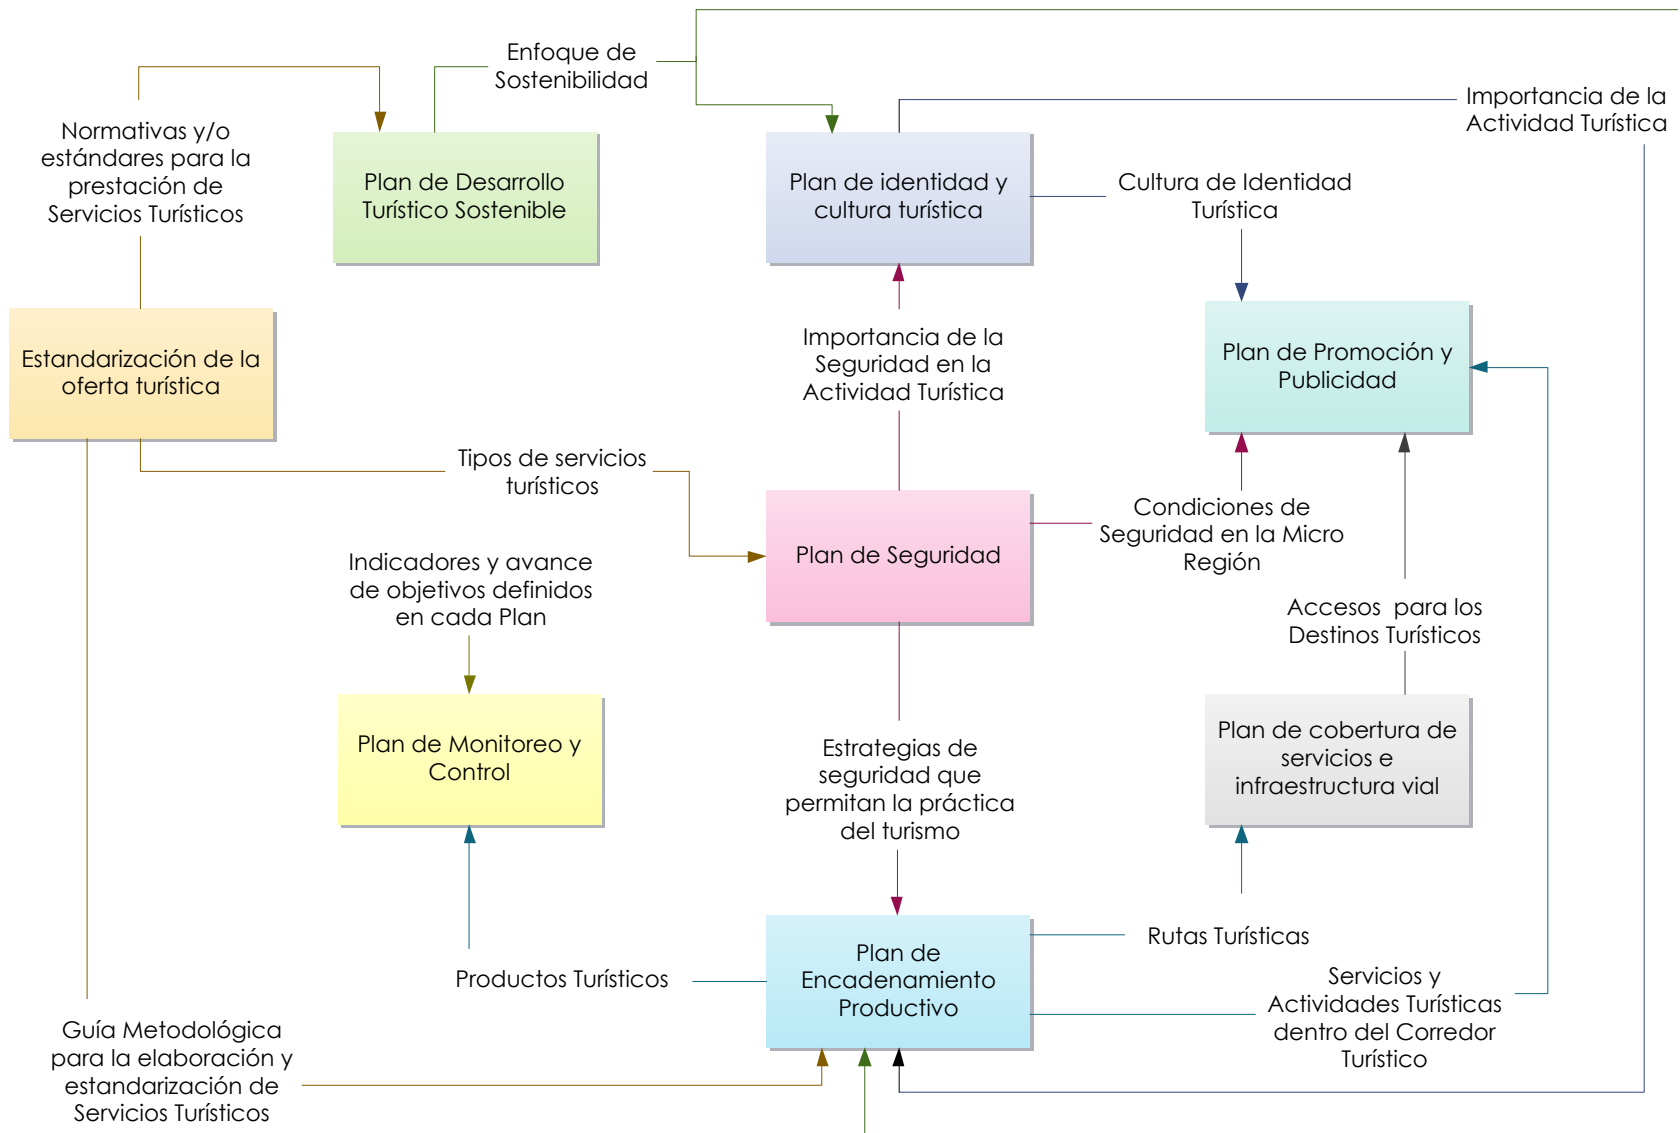 Enfoque de
Sostenibilidad
Importancia de la
Actividad Turística
Normativas y/o
estándares para la
prestación de
Servicios Turísticos
Plan de Desarrollo
Turístico Sostenible
Plan de identidad y
cultura turística
Cultura de Identidad
Turística
Estandarización de la
oferta turística
Importancia de la
Seguridad en la
Actividad Turística
Plan de Promoción y
Publicidad
Tipos de servicios
turísticos
Plan de Seguridad
Condiciones de
Seguridad en la Micro
Región
Indicadores y avance
de objetivos definidos
en cada Plan
Accesos para los
Destinos Turísticos
Plan de Monitoreo y
Control
Estrategias de
seguridad que
permitan la práctica
del turismo
Plan de cobertura de
servicios e
infraestructura vial
Productos Turísticos
Plan de
Encadenamiento
Productivo
Rutas Turísticas
Servicios y
Actividades Turísticas
dentro del Corredor
Turístico
Guía Metodológica
para la elaboración y
estandarización de
Servicios Turísticos